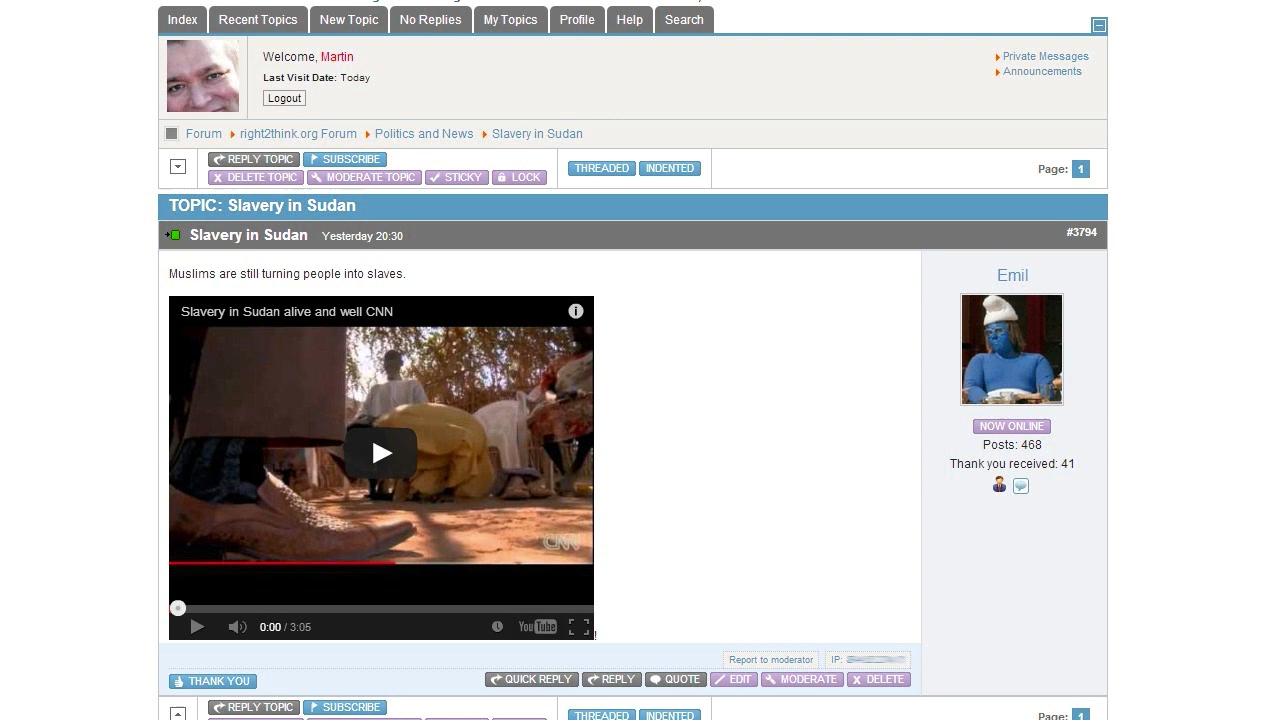 Index Recent Topics New Topic No Replies My Topics Profile Help Search
Welcome, Martin
Last Visit Date: Today
Logout
Private Messages
Announcements
Forum right2think.org Forum Politics and News Slavery in Sudan
REPLY TOPIC SUBSCRIBE
DELETE TOPIC MODERATE TOPIC STICKY LOCK
THREADED INDENTED
Page: 1
TOPIC: Slavery in Sudan
Slavery in Sudan Yesterday 20:30 #3794
Muslims are still turning people into slaves.
Slavery in Sudan alive and well CNN
CNN
0:00 / 3:05 YouTube
!
Emil
NOW ONLINE
Posts: 468
Thank you received: 41
Report to moderator IP:
THANK YOU QUICK REPLY REPLY QUOTE EDIT MODERATE DELETE
REPLY TOPIC SUBSCRIBE THREADED INDENTED Page: 1